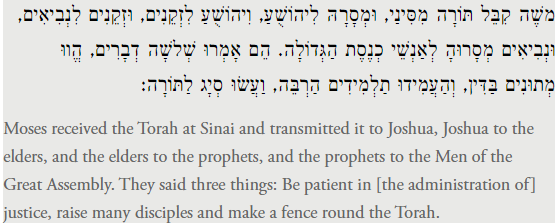 משֶׁה קִבֵּל תּוֹרָה מִסִּינַי, וּמְסָרָהּ לִיהוֹשֻׁעַ, וִיהוֹשֻׁעַ לִזְקֵנִים, וּזְקֵנִים לִנְבִיאִים,
וּנְבִיאִים מְסָרוּהָ לְאַנְשֵׁי כְנֶסֶת הַגְּדוֹלָה. הֵם אָמְרוּ שְׁלשָׁה דְבָרִים, הֱווּ
מְתוּנִים בַּדִּין, וְהַעֲמִידוּ תַלְמִידִים הַרְבֵּה, וַעֲשׂוּ סְיָג לַתּוֹרָה:
Moses received the Torah at Sinai and transmitted it to Joshua, Joshua to the
elders, and the elders to the prophets, and the prophets to the Men of the
Great Assembly. They said three things: Be patient in [the administration of]
justice, raise many disciples and make a fence round the Torah.